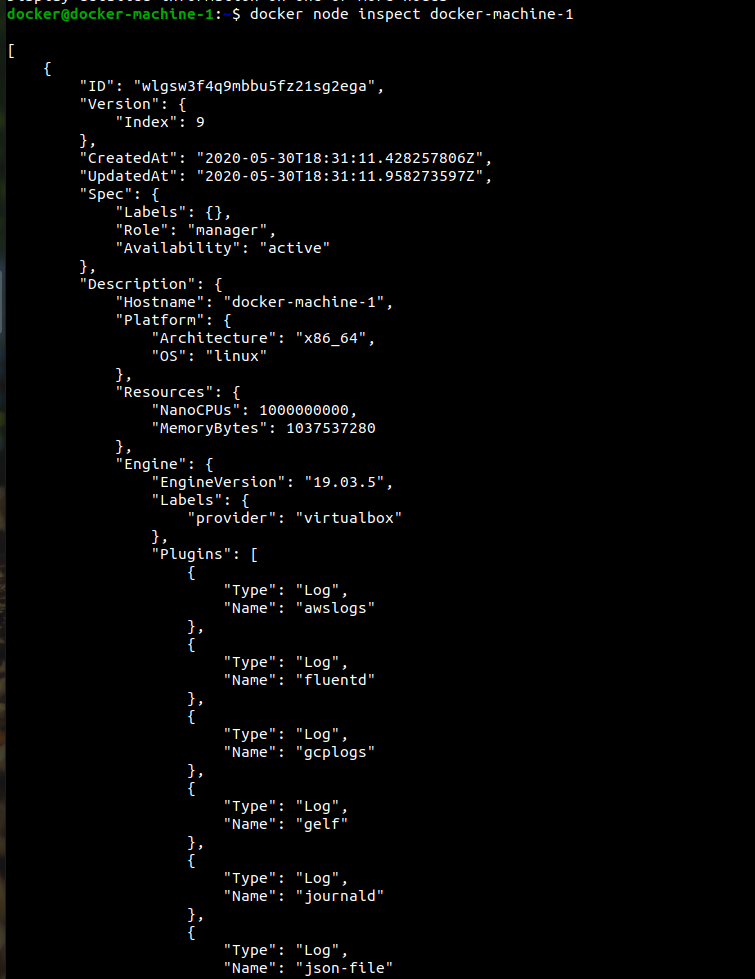 docker@docker-machine-1:~$ docker node inspect docker-machine-1
[
    {
        "ID": "wlgsw3f4q9mbbu5fz21sg2ega",
        "Version": {
            "Index": 9
        },
        "CreatedAt": "2020-05-30T18:31:11.428257806Z",
        "UpdatedAt": "2020-05-30T18:31:11.958273597Z",
        "Spec": {
            "Labels": {},
            "Role": "manager",
            "Availability": "active"
        },
        "Description": {
            "Hostname": "docker-machine-1",
            "Platform": {
                "Architecture": "x86_64",
                "OS": "linux"
            },
            "Resources": {
                "NanoCPUs": 1000000000,
                "MemoryBytes": 1037537280
            },
            "Engine": {
                "EngineVersion": "19.03.5",
                "Labels": {
                    "provider": "virtualbox"
                },
                "Plugins": [
                    {
                        "Type": "Log",
                        "Name": "awslogs"
                    },
                    {
                        "Type": "Log",
                        "Name": "fluentd"
                    },
                    {
                        "Type": "Log",
                        "Name": "gcplogs"
                    },
                    {
                        "Type": "Log",
                        "Name": "gelf"
                    },
                    {
                        "Type": "Log",
                        "Name": "journald"
                    },
                    {
                        "Type": "Log",
                        "Name": "json-file"